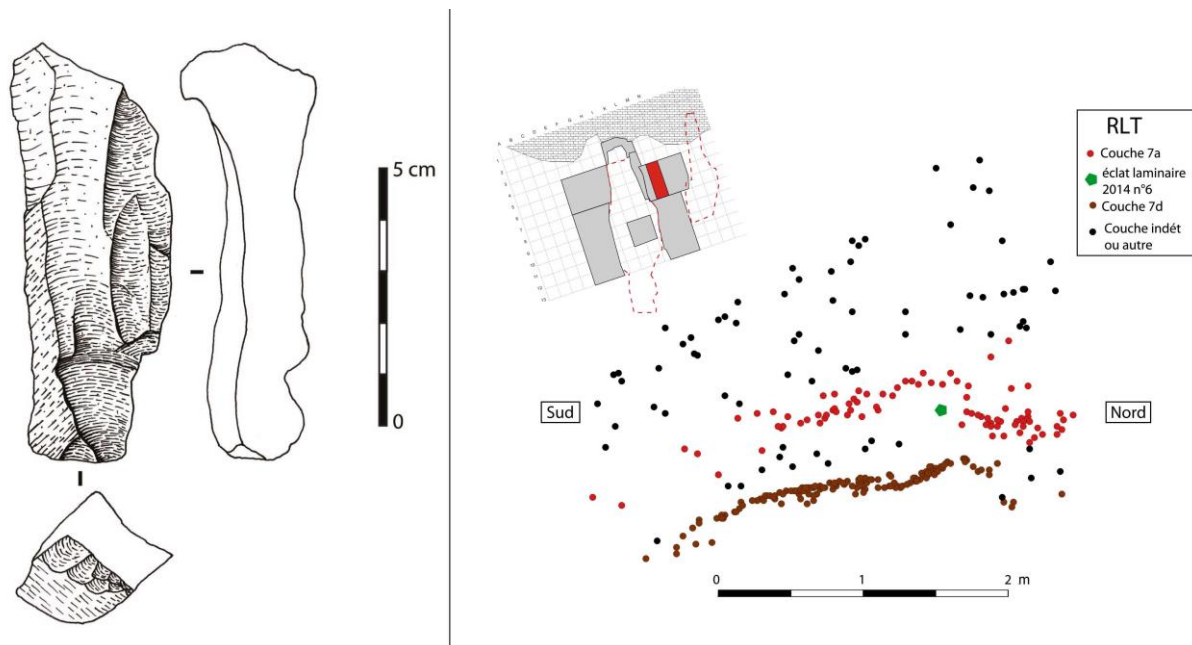 5 cm
0
A B C D E F G H I K L M N
RLT
Couche 7a
éclat laminaire
2014 n°6
Couche 7d
Couche indét
ou autre
Sud
Nord
0
1
2 m